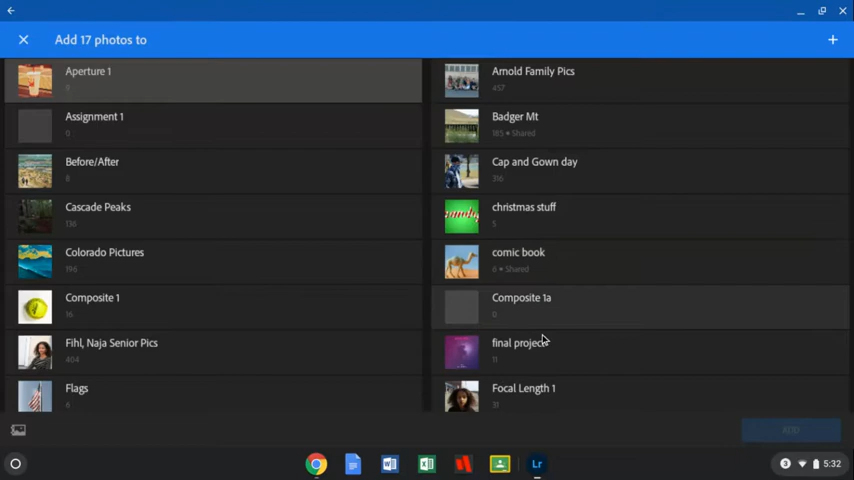 Add 17 photos to
Aperture 1
Arnold Family Pics
457
Assignment 1
0
Badger Mt
185 • Shared
Before/After
8
Cap and Gown day
316
Cascade Peaks
136
christmas stuff
5
Colorado Pictures
196
comic book
6 • Shared
Composite 1
16
Composite 1a
0
Fihl, Naja Senior Pics
404
final project
11
Flags
6
Focal Length 1
31
ADD
Lr
3
5:32